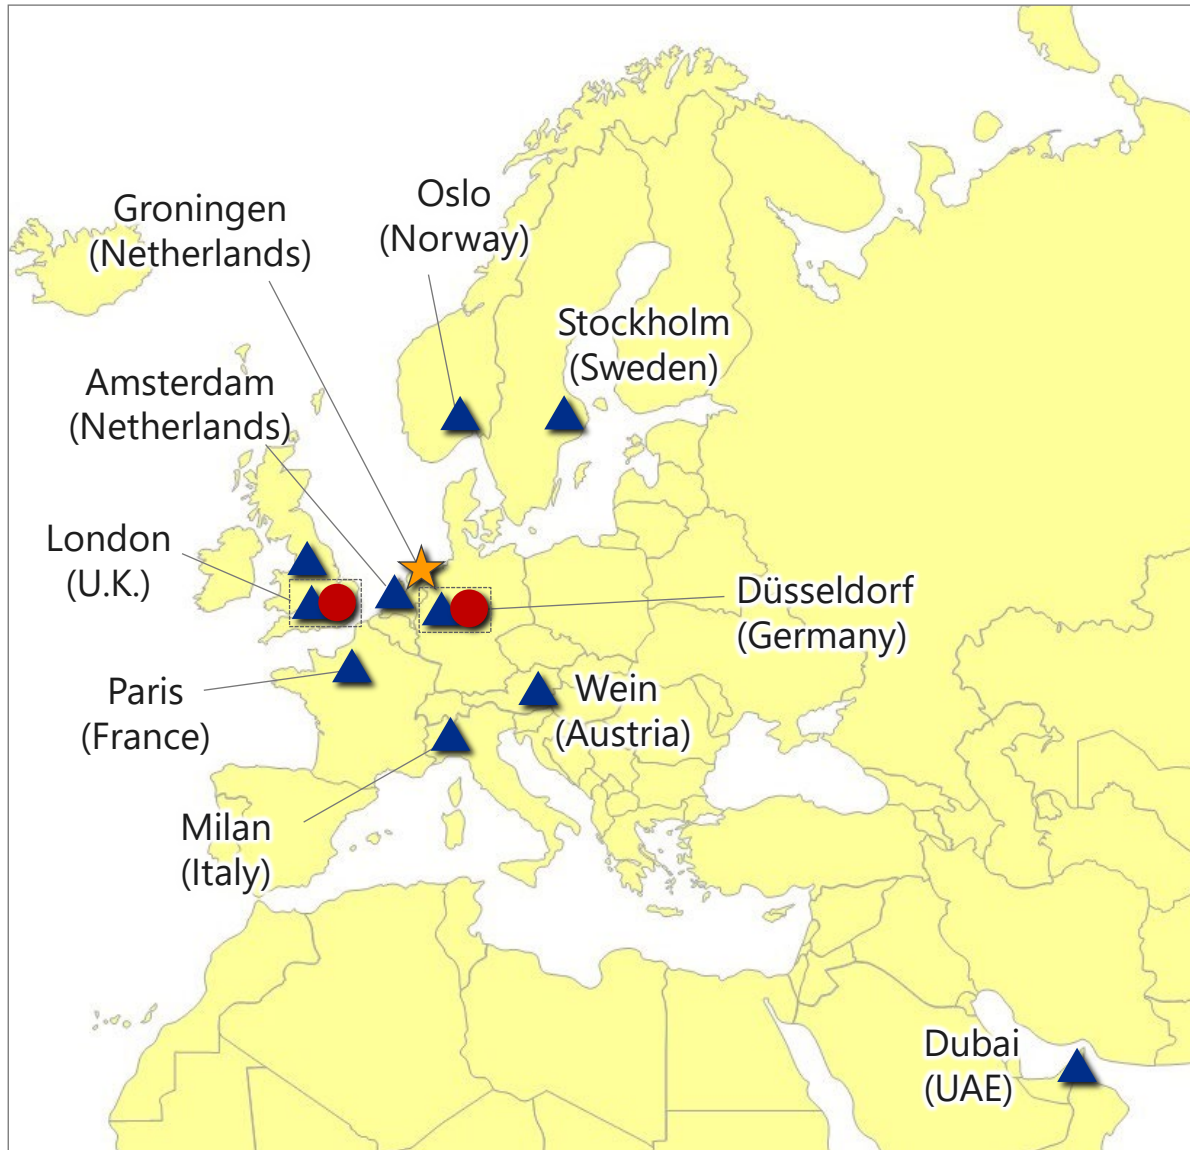 Groningen
(Netherlands)
Oslo
(Norway)
Stockholm
(Sweden)
Amsterdam
(Netherlands)
London
(U.K.)
Düsseldorf
(Germany)
Paris
(France)
Wein
(Austria)
Milan
(Italy)
Dubai
(UAE)